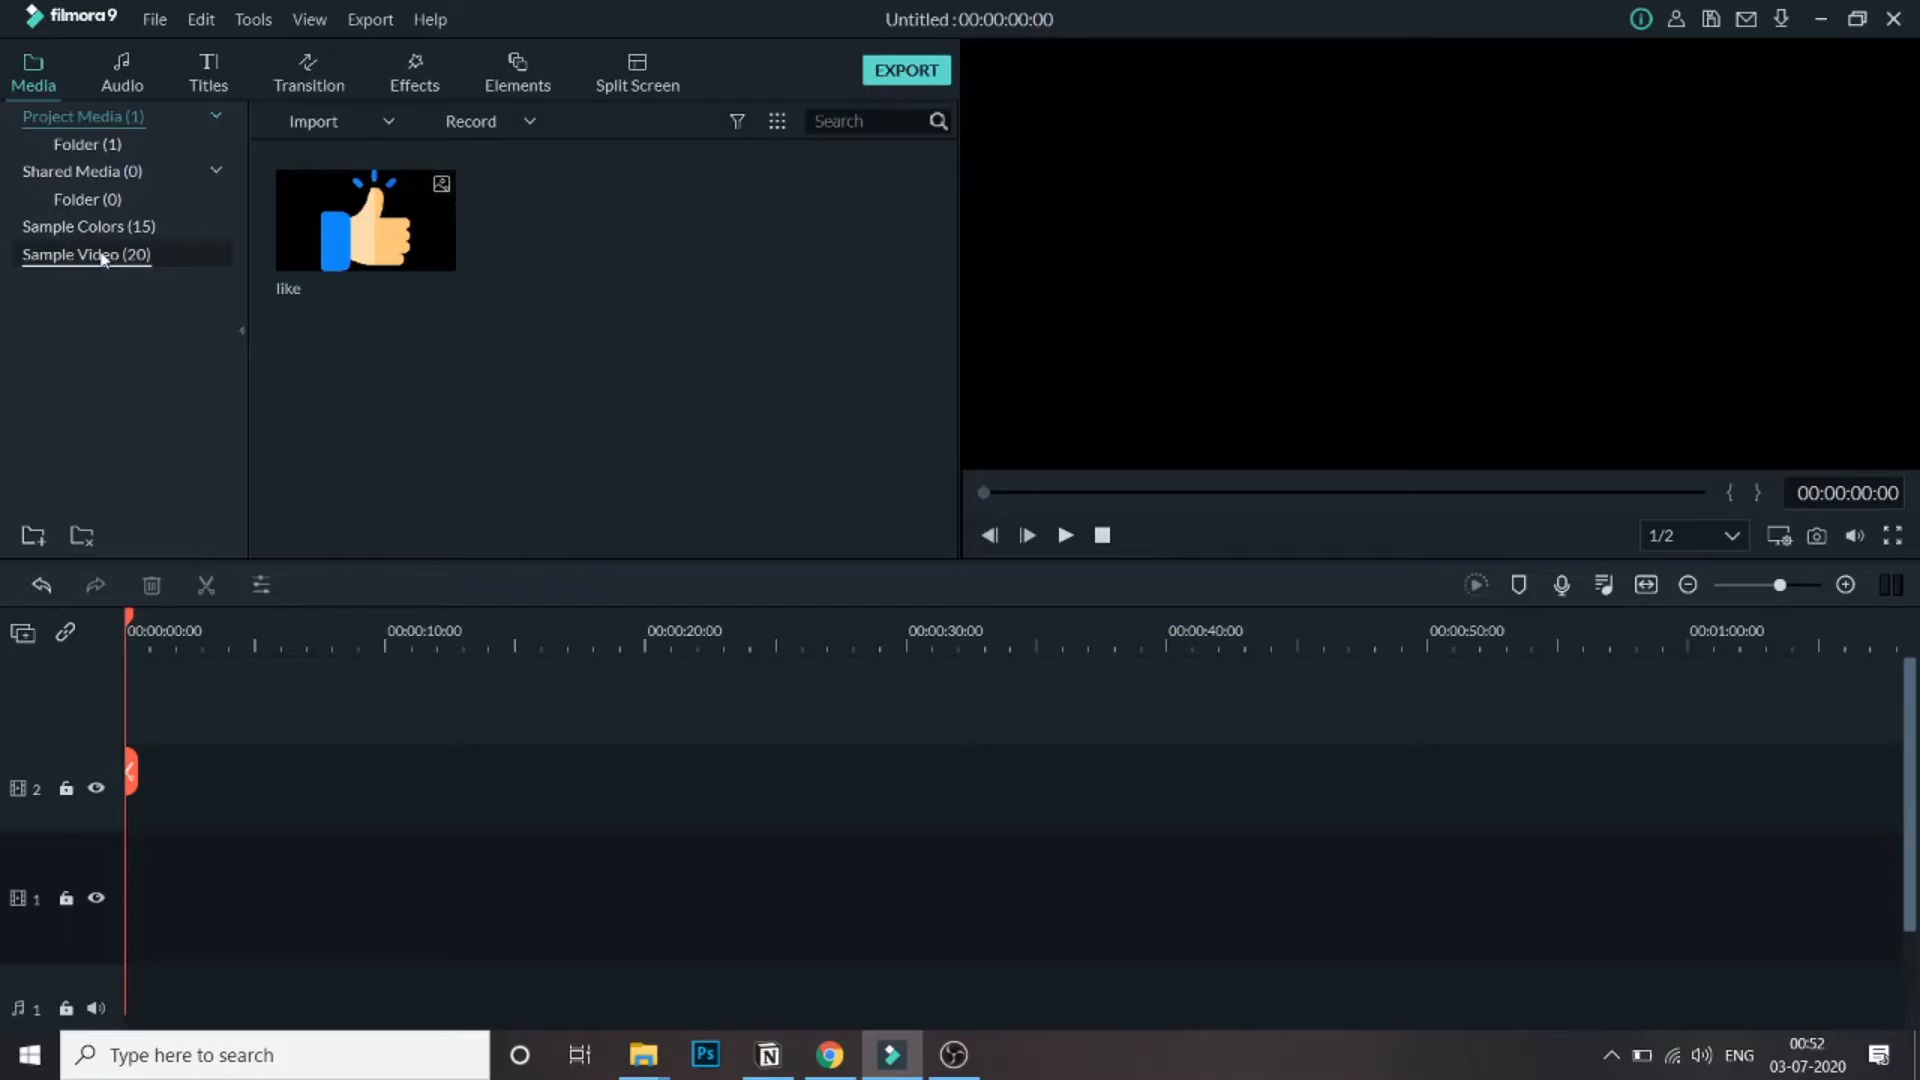 filmora9
File Edit Tools View Export Help
Untitled : 00:00:00:00
Media Audio Titles Transition Effects Elements Split Screen
EXPORT
Project Media (1)
Folder (1)
Shared Media (0)
Folder (0)
Sample Colors (15)
Sample Video (20)
Import Record Search
like
00:00:00:00
1/2
00:00:00:00 00:00:10:00 00:00:20:00 00:00:30:00 00:00:40:00 00:00:50:00 00:01:00:00
2
1
1
Type here to search
Ps
N
ENG
00:52
03-07-2020